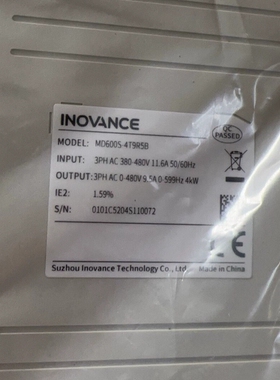 INOVANCE
QC
PASSED
MODEL: MD600S-4T9R5B
INPUT: 3PH AC 380-480V 11.6A 50/60Hz
OUTPUT: 3PH AC 0-480V 9.5A 0-599Hz 4kW
IE2: 1.59%
S/N: 0101C5204S110072
CE
Suzhou Inovance Technology Co., Ltd. Made in China